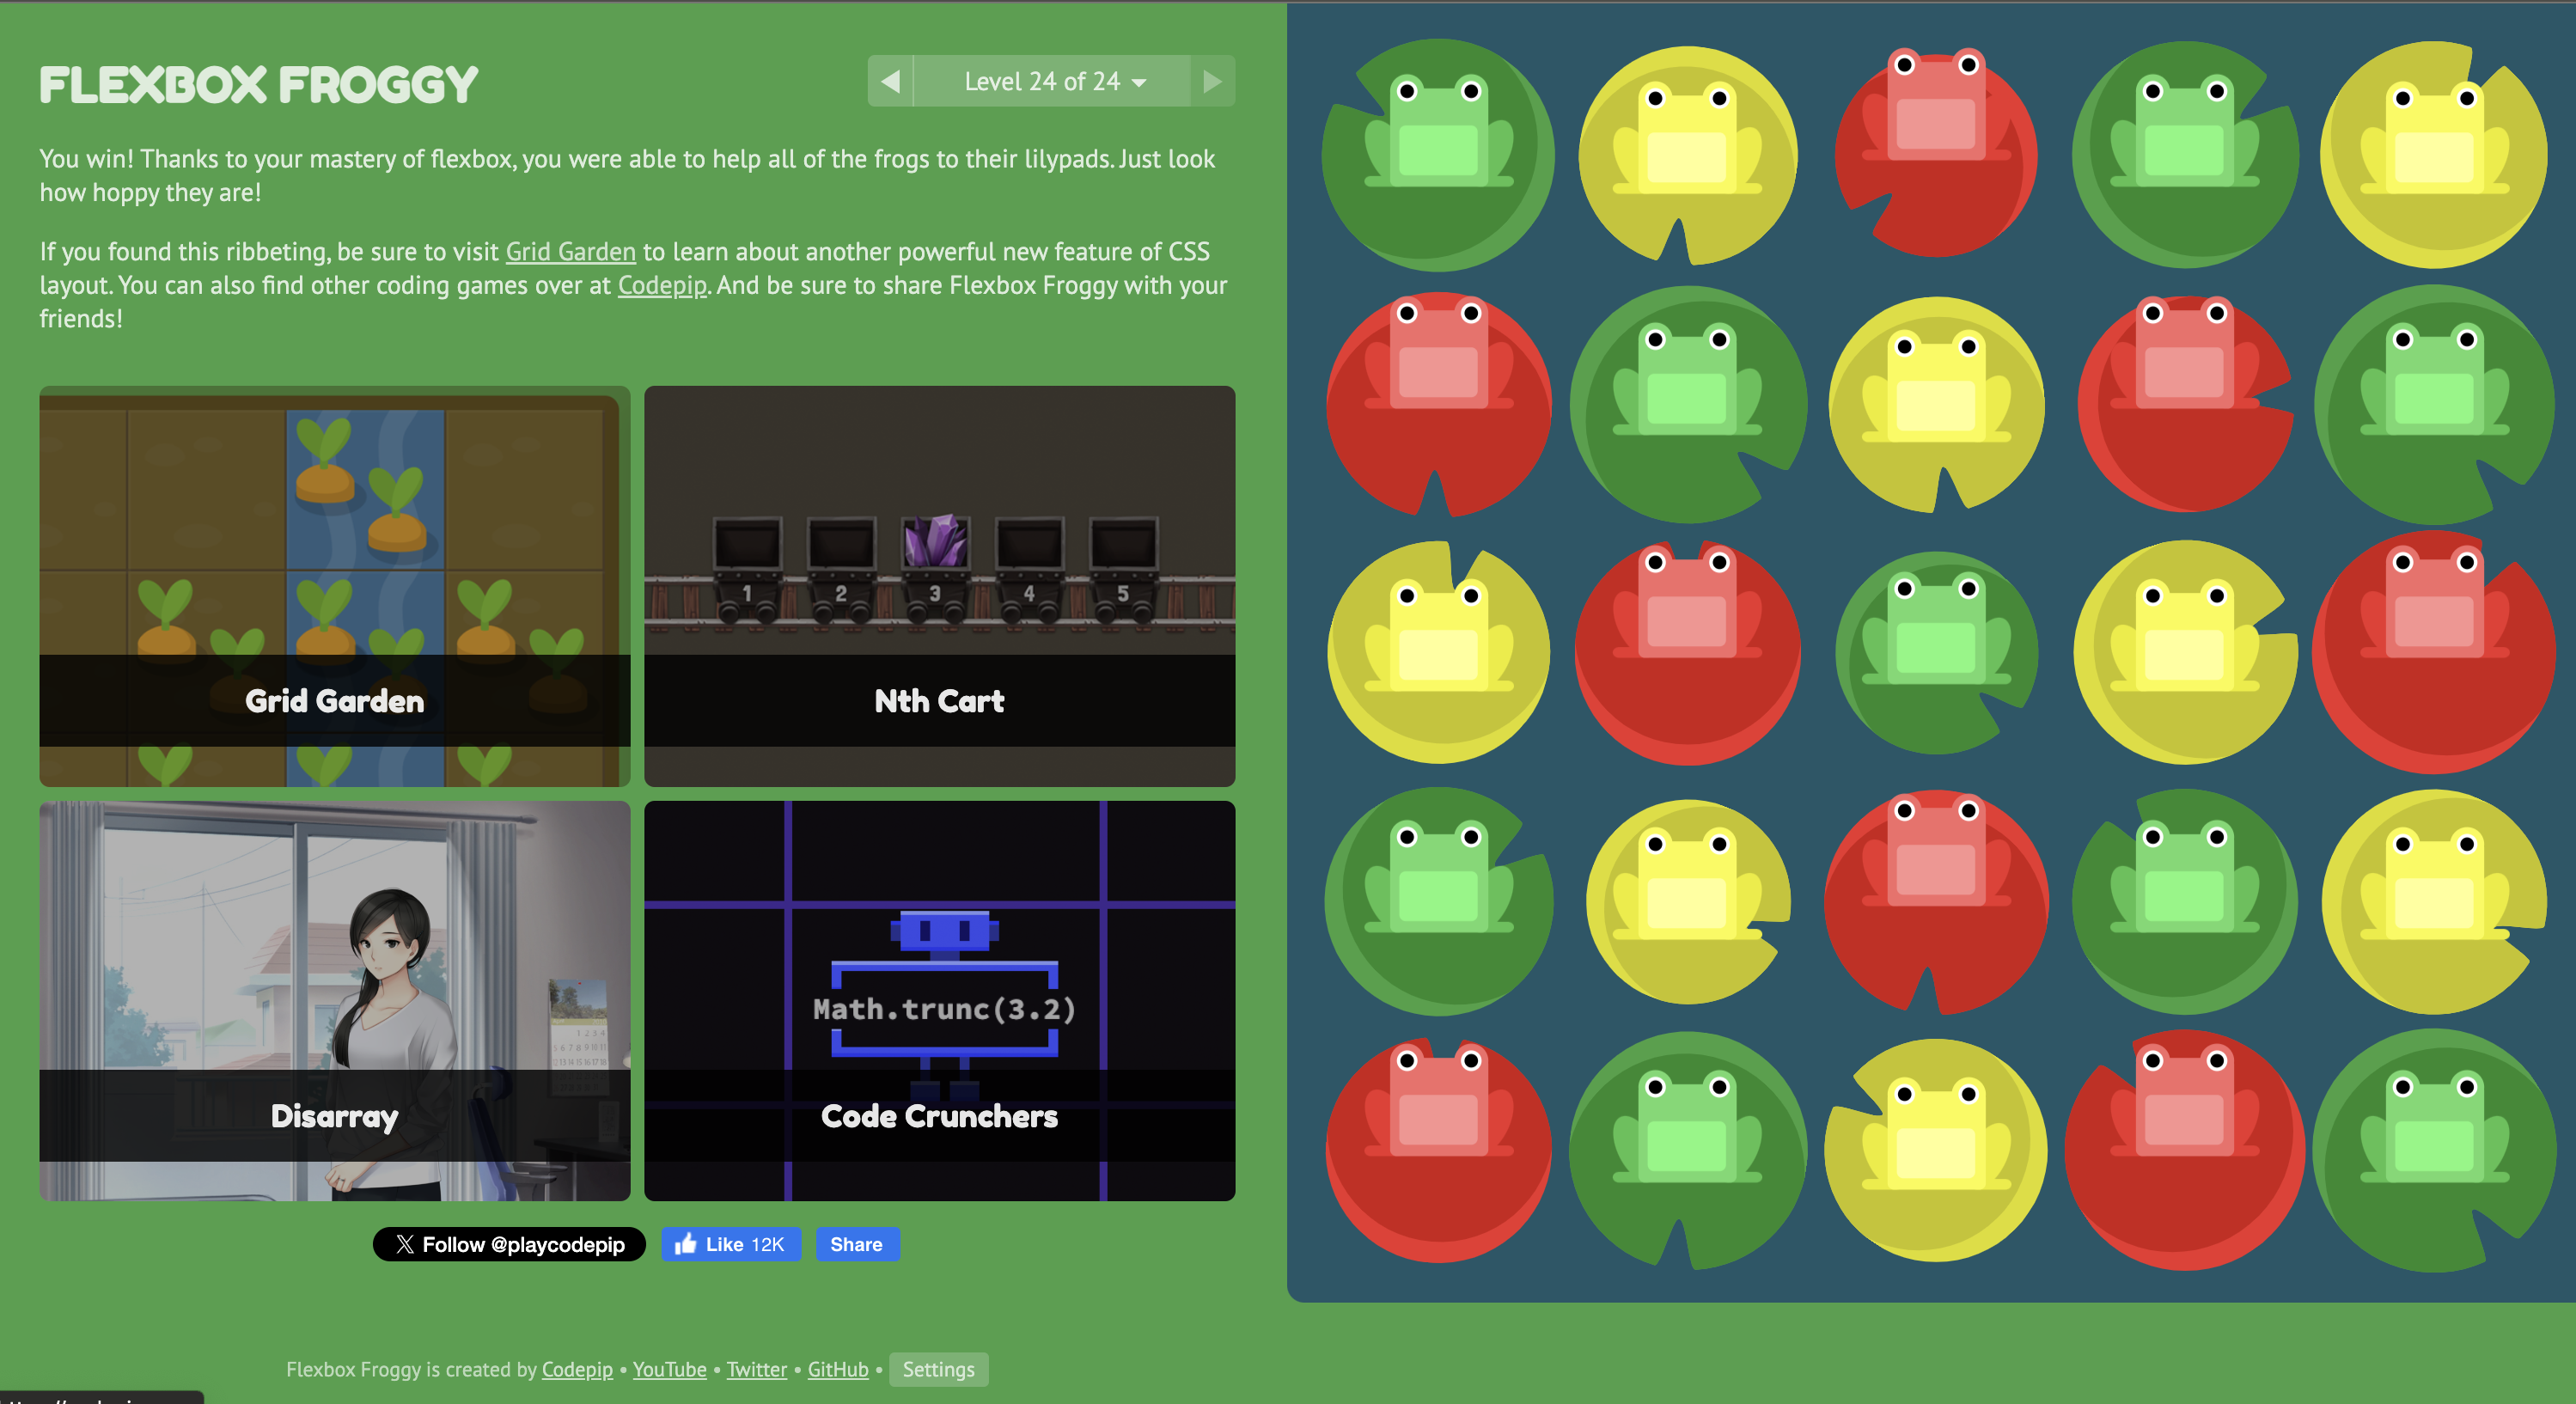 FLEXBOX FROGGY
Level 24 of 24
You win! Thanks to your mastery of flexbox, you were able to help all of the frogs to their lilypads. Just look
how hoppy they are!
If you found this ribbeting, be sure to visit Grid Garden to learn about another powerful new feature of CSS
layout. You can also find other coding games over at Codepip. And be sure to share Flexbox Froggy with your
friends!
Grid Garden
1 2 3 4 5
Nth Cart
Disarray
Math.trunc(3.2)
Code Crunchers
Follow @playcodepip
Like 12K
Share
Flexbox Froggy is created by Codepip • YouTube • Twitter • GitHub • Settings